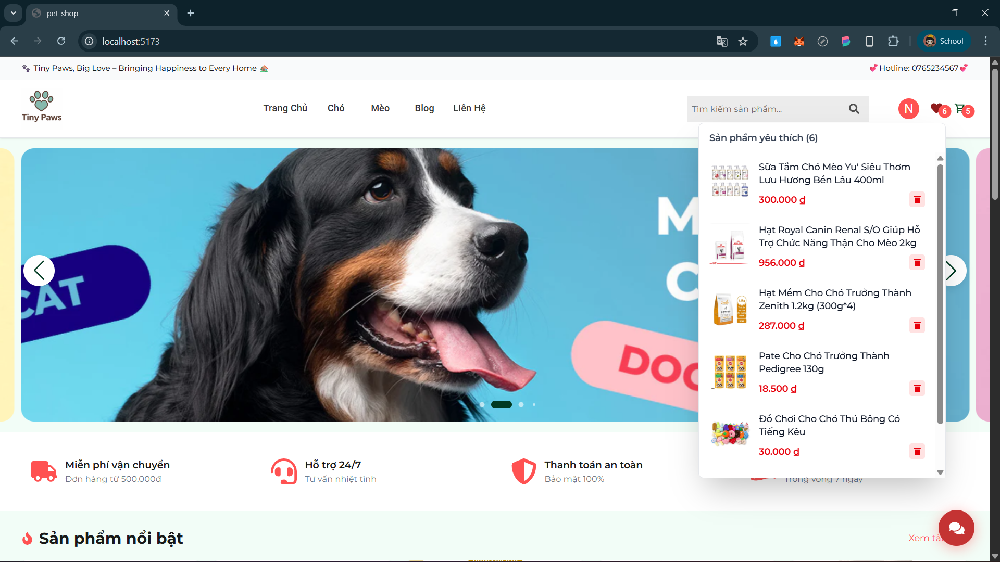 pet-shop
localhost:5173
School
🐾 Tiny Paws, Big Love – Bringing Happiness to Every Home 🏠
💕 Hotline: 0765234567 💕
Tiny Paws
Trang Chủ
Chó
Mèo
Blog
Liên Hệ
Tìm kiếm sản phẩm...
N
6
5
Sản phẩm yêu thích (6)
Sữa Tắm Chó Mèo Yu' Siêu Thơm
Lưu Hương Bền Lâu 400ml
300.000 ₫
Hạt Royal Canin Renal S/O Giúp Hỗ
Trợ Chức Năng Thận Cho Mèo 2kg
956.000 ₫
Hạt Mềm Cho Chó Trưởng Thành
Zenith 1.2kg (300g*4)
287.000 ₫
Pate Cho Chó Trưởng Thành
Pedigree 130g
18.500 ₫
Đồ Chơi Cho Chó Thú Bông Có
Tiếng Kêu
30.000 ₫
CAT
M
C
DOG
Miễn phí vận chuyển
Đơn hàng từ 500.000đ
Hỗ trợ 24/7
Tư vấn nhiệt tình
Thanh toán an toàn
Bảo mật 100%
Trong vòng 7 ngày
Sản phẩm nổi bật
Xem tất